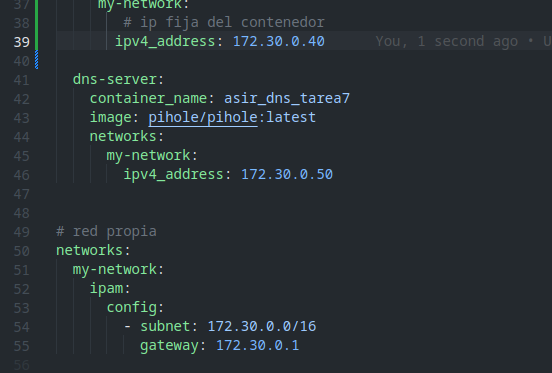 37 my-network:
38 # ip fija del contenedor
39 ipv4_address: 172.30.0.40 You, 1 second ago • U
40
41 dns-server:
42 container_name: asir_dns_tarea7
43 image: pihole/pihole:latest
44 networks:
45 my-network:
46 ipv4_address: 172.30.0.50
47
48
49 # red propia
50 networks:
51 my-network:
52 ipam:
53 config:
54 - subnet: 172.30.0.0/16
55 gateway: 172.30.0.1
56